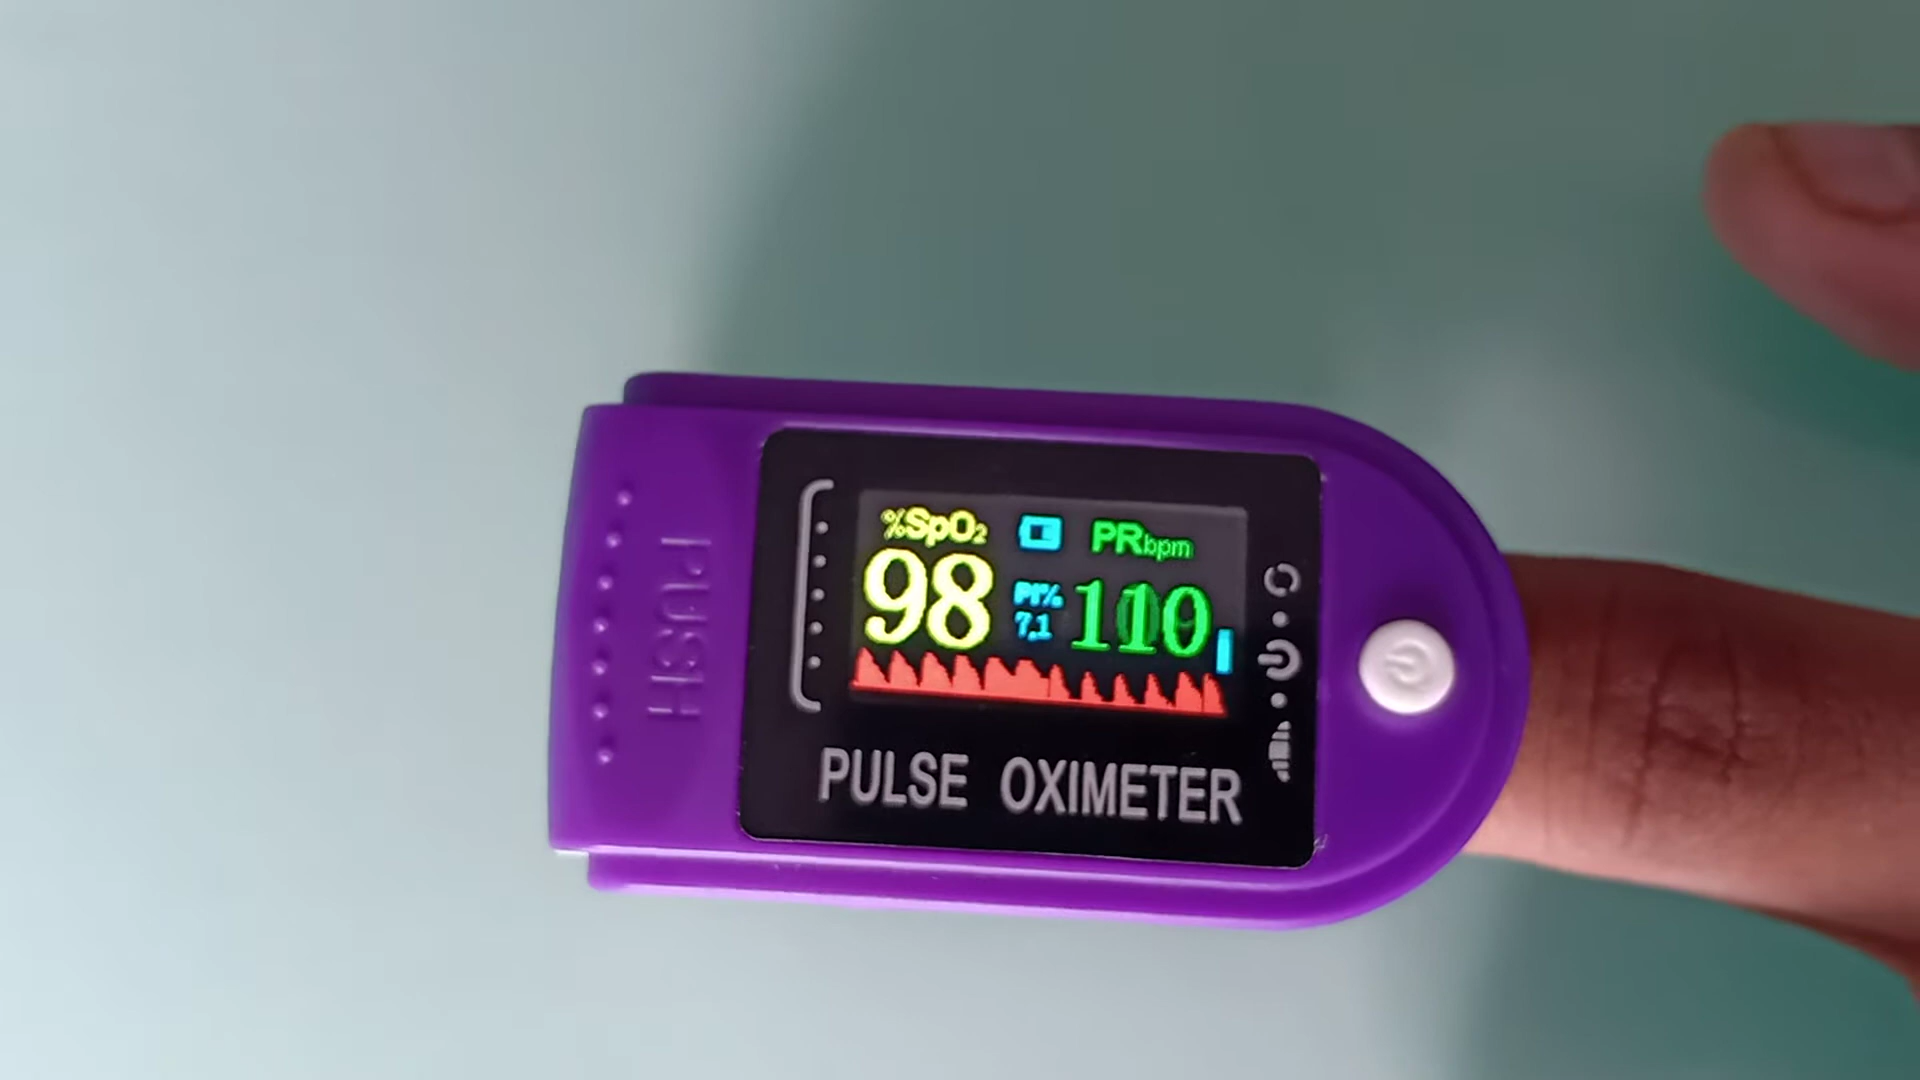 %SpO2 PRbpm
98 PI% 110
7,1
PULSE OXIMETER
PUSH